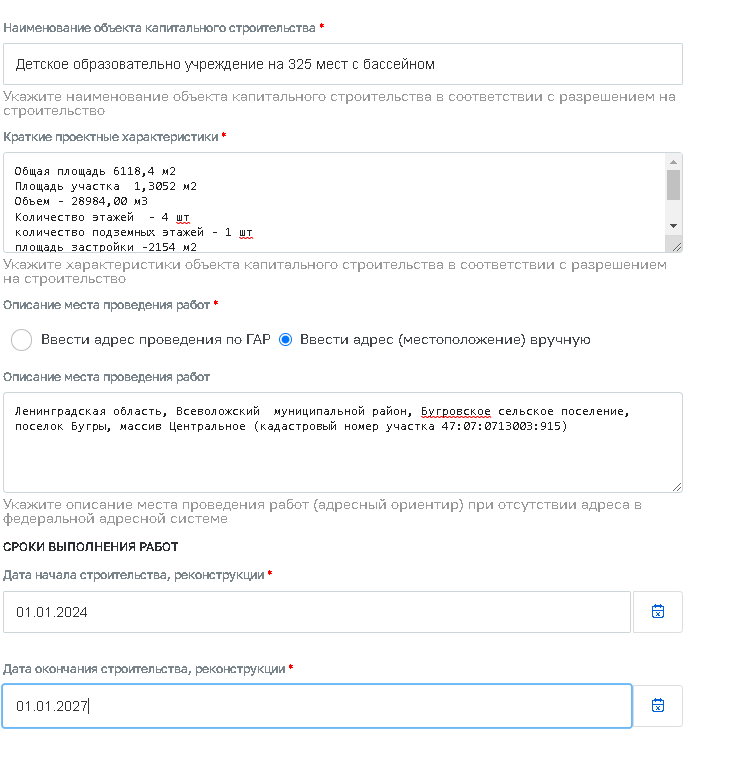 Наименование объекта капитального строительства *
Детское образовательно учреждение на 325 мест с бассейном
Укажите наименование объекта капитального строительства в соответствии с разрешением на
строительство
Краткие проектные характеристики *
Общая площадь 6118,4 м2
Площадь участка 1,3052 м2
Объем - 28984,00 м3
Количество этажей - 4 шт
количество подземных этажей - 1 шт
площадь застройки -2154 м2
Укажите характеристики объекта капитального строительства в соответствии с разрешением
на строительство
Описание места проведения работ *
Ввести адрес проведения по ГАР Ввести адрес (местоположение) вручную
Описание места проведения работ
Ленинградская область, Всеволожский муниципальной район, Бугровское сельское поселение,
поселок Бугры, массив Центральное (кадастровый номер участка 47:07:0713003:915)
Укажите описание места проведения работ (адресный ориентир) при отсутствии адреса в
федеральной адресной системе
СРОКИ ВЫПОЛНЕНИЯ РАБОТ
Дата начала строительства, реконструкции *
01.01.2024
Дата окончания строительства, реконструкции *
01.01.2027